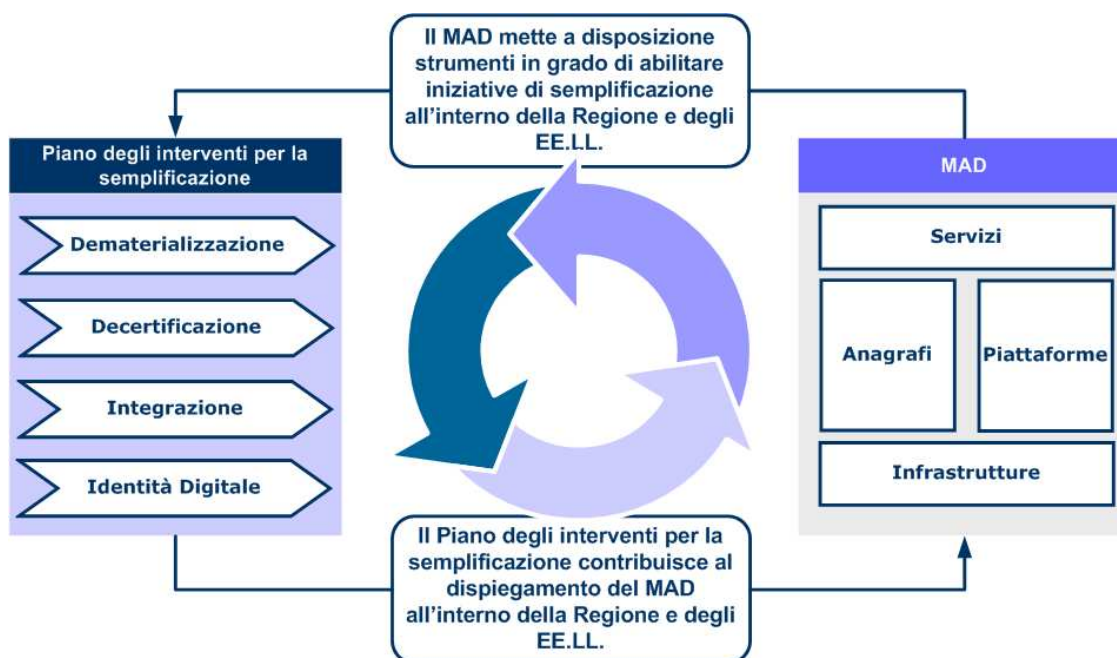 Il MAD mette a disposizione
strumenti in grado di abilitare
iniziative di semplificazione
all'interno della Regione e degli
EE.LL.
Piano degli interventi per la
semplificazione
Dematerializzazione
Decertificazione
Integrazione
Identità Digitale
MAD
Servizi
Anagrafi
Piattaforme
Infrastrutture
Il Piano degli interventi per la
semplificazione contribuisce al
dispiegamento del MAD
all'interno della Regione e degli
EE.LL.